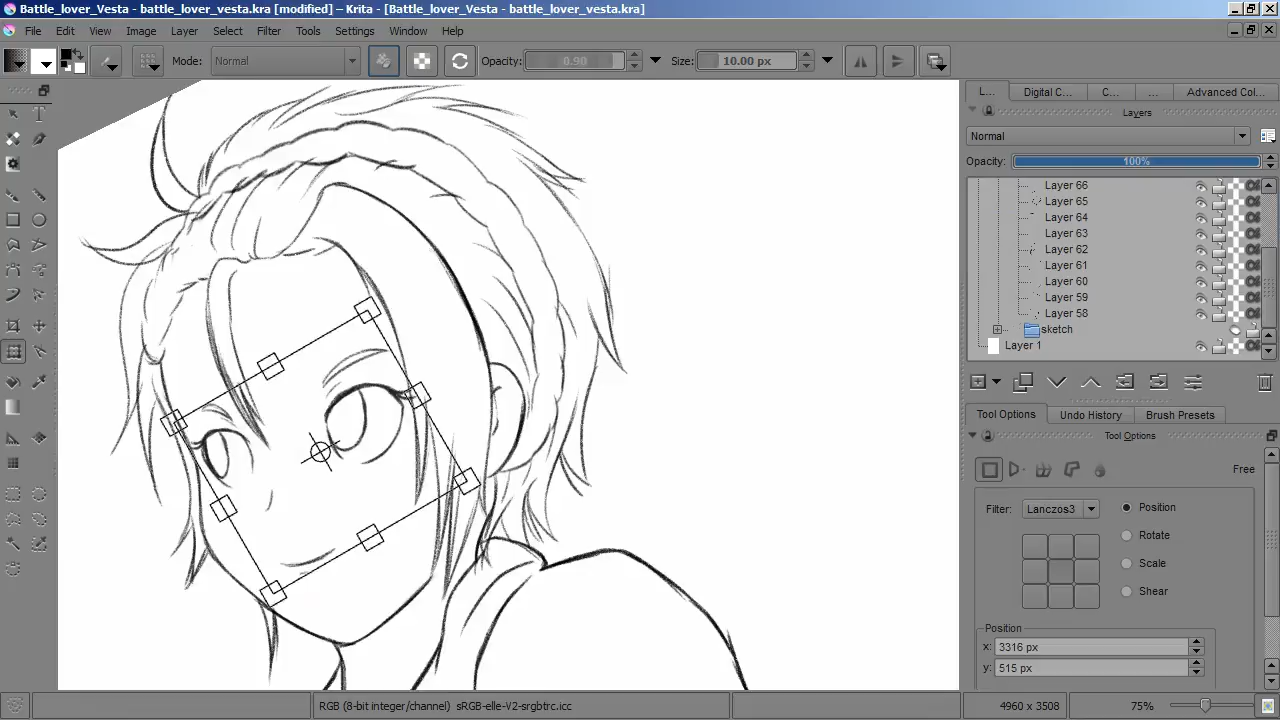 Battle_lover_Vesta - battle_lover_vesta.kra [modified] – Krita - [Battle_lover_Vesta - battle_lover_vesta.kra]
File Edit View Image Layer Select Filter Tools Settings Window Help
Mode: Normal Opacity: 0.90 Size: 10.00 px
L... Digital C... C... Advanced Col...
Layers
Normal
Opacity: 100%
Layer 66
Layer 65
Layer 64
Layer 63
Layer 62
Layer 61
Layer 60
Layer 59
Layer 58
sketch
Layer 1
Tool Options Undo History Brush Presets
Tool Options
Free
Filter: Lanczos3 Position
Rotate
Scale
Shear
Position
x: 3316 px
y: 515 px
RGB (8-bit integer/channel) sRGB-elle-V2-srgbtrc.icc 4960 x 3508 75%